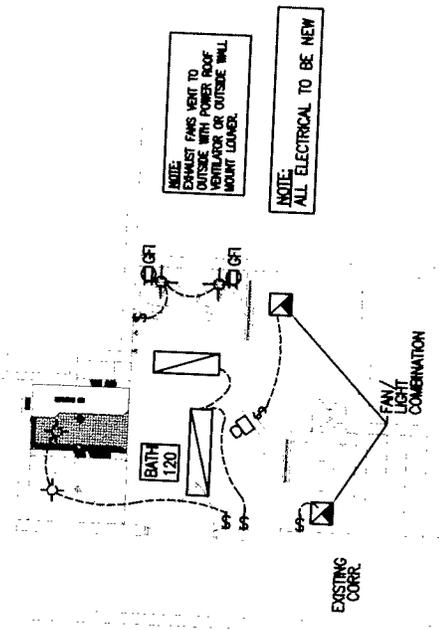 NOTE:
EXHAUST FANS VENT TO
OUTSIDE WITH POWER ROOF
VENTILATOR OR OUTSIDE WALL
MOUNT LOUVER.
NOTE:
ALL ELECTRICAL TO BE NEW
GFI
GFI
$
BATH
120
$
$
$
$
FAN/
LIGHT
COMBINATION
EXISTING
CORR.